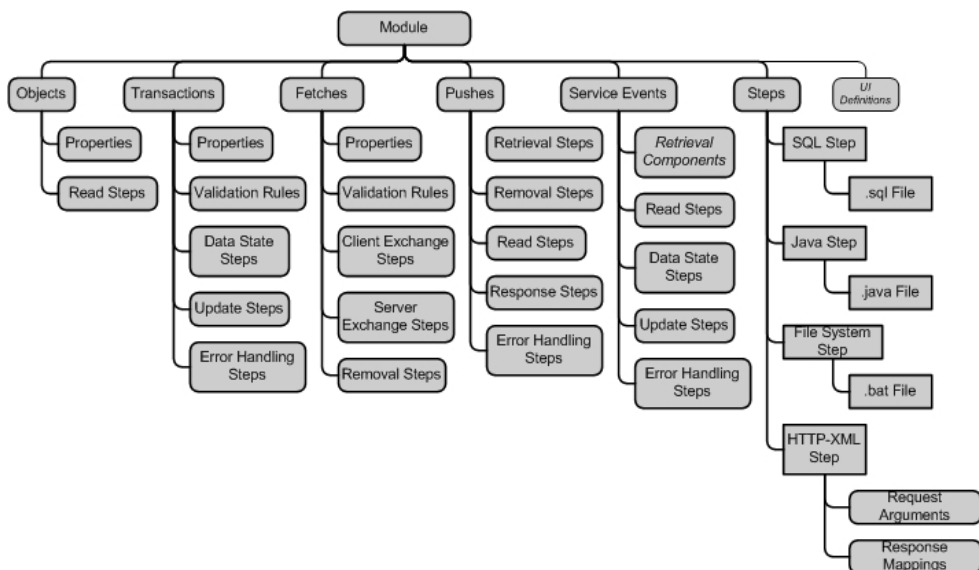 Module
Objects
Transactions
Fetches
Pushes
Service Events
Steps
UI
Definitions
Properties
Read Steps
Properties
Validation Rules
Data State
Steps
Update Steps
Error Handling
Steps
Properties
Validation Rules
Client Exchange
Steps
Server
Exchange Steps
Removal Steps
Retrieval Steps
Removal Steps
Read Steps
Response Steps
Error Handling
Steps
Retrieval
Components
Read Steps
Data State
Steps
Update Steps
Error Handling
Steps
SQL Step
.sql File
Java Step
.java File
File System
Step
.bat File
HTTP-XML
Step
Request
Arguments
Response
Mappings